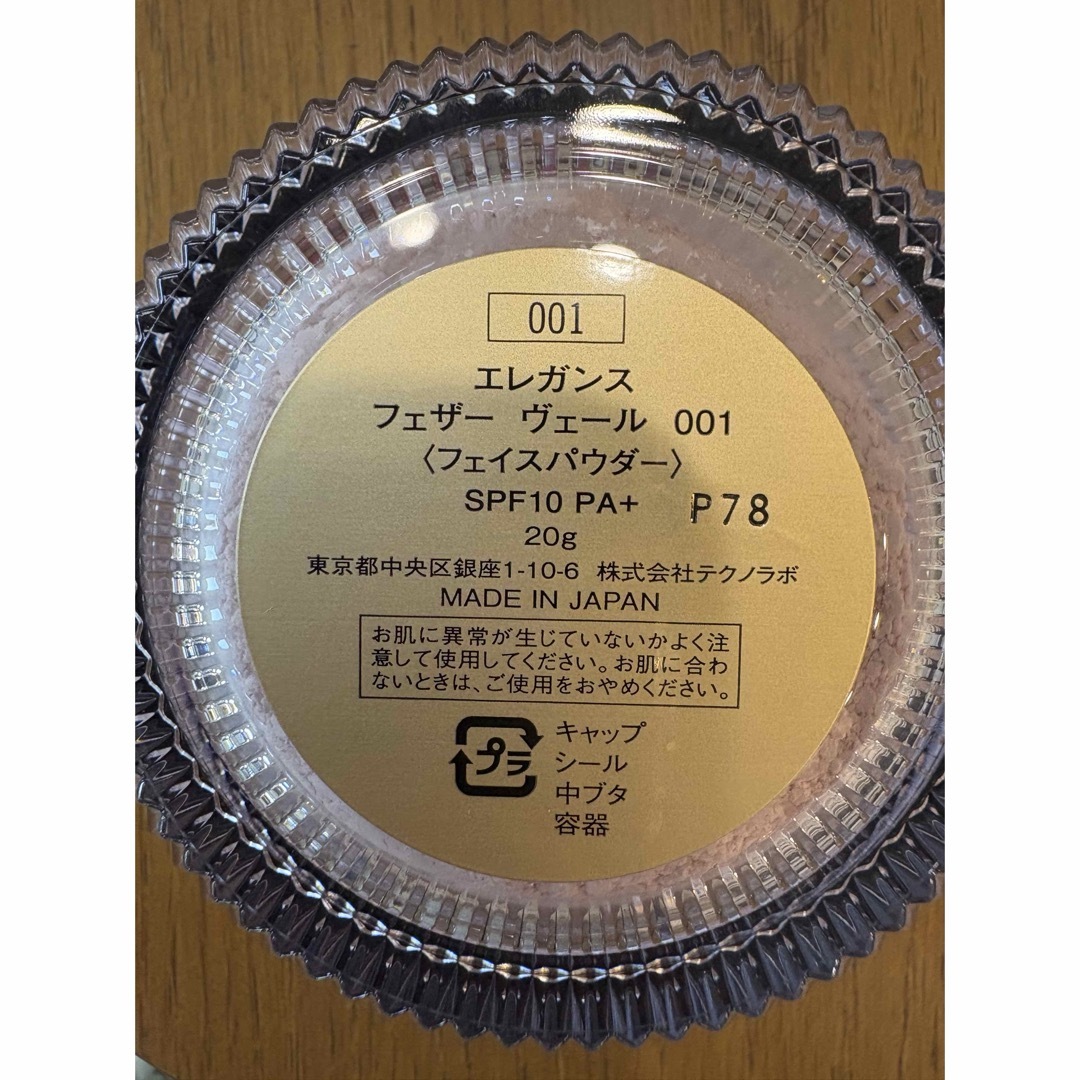 001
エレガンス
フェザー ヴェール 001
〈フェイスパウダー〉
SPF10 PA+ P78
20g
東京都中央区銀座1-10-6 株式会社テクノラボ
MADE IN JAPAN
お肌に異常が生じていないかよく注
意して使用してください。お肌に合わ
ないときは、ご使用をおやめください。
プラ
キャップ
シール
中ブタ
容器